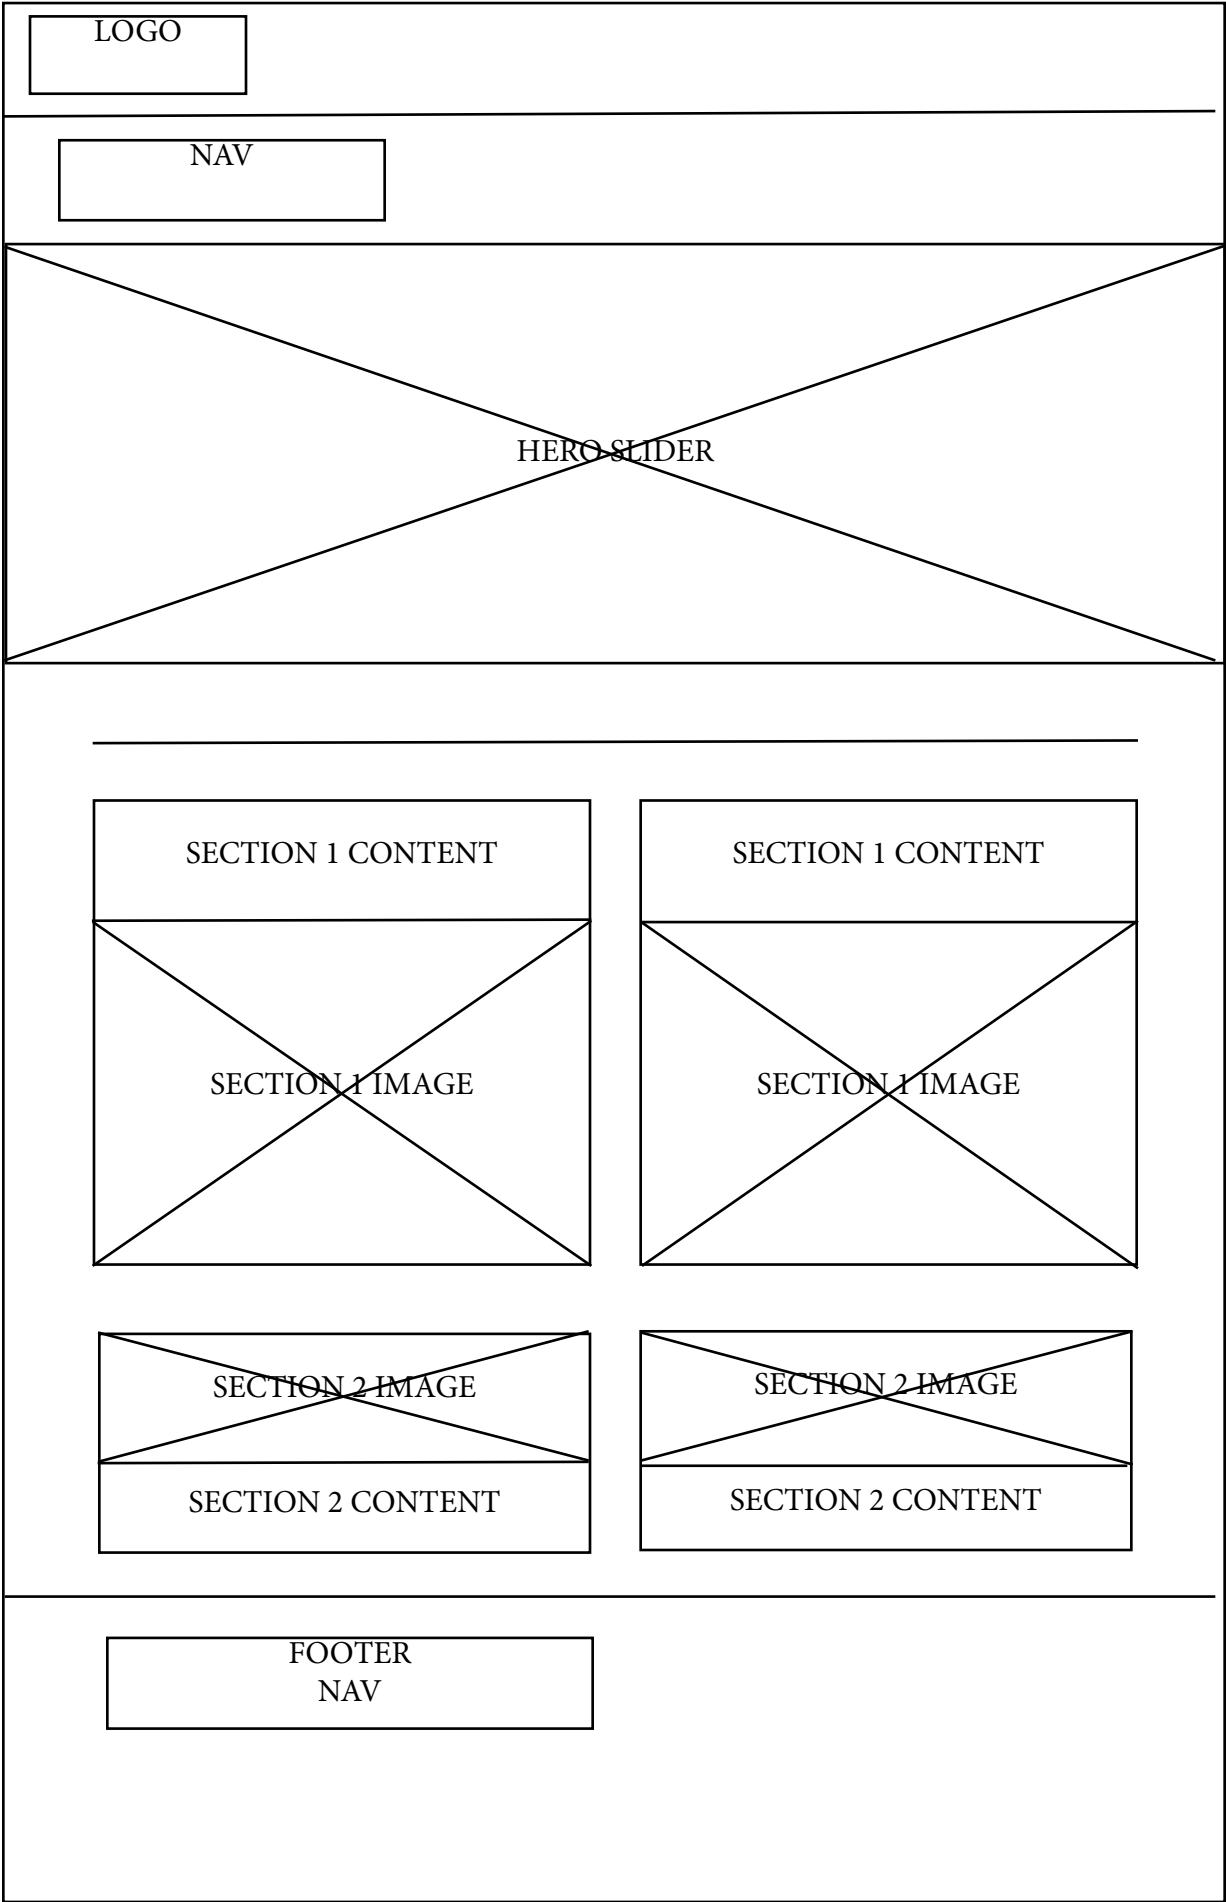 LOGO
NAV
HERO SLIDER
SECTION 1 CONTENT
SECTION 1 CONTENT
SECTION 1 IMAGE
SECTION 1 IMAGE
SECTION 2 IMAGE
SECTION 2 IMAGE
SECTION 2 CONTENT
SECTION 2 CONTENT
FOOTER
NAV